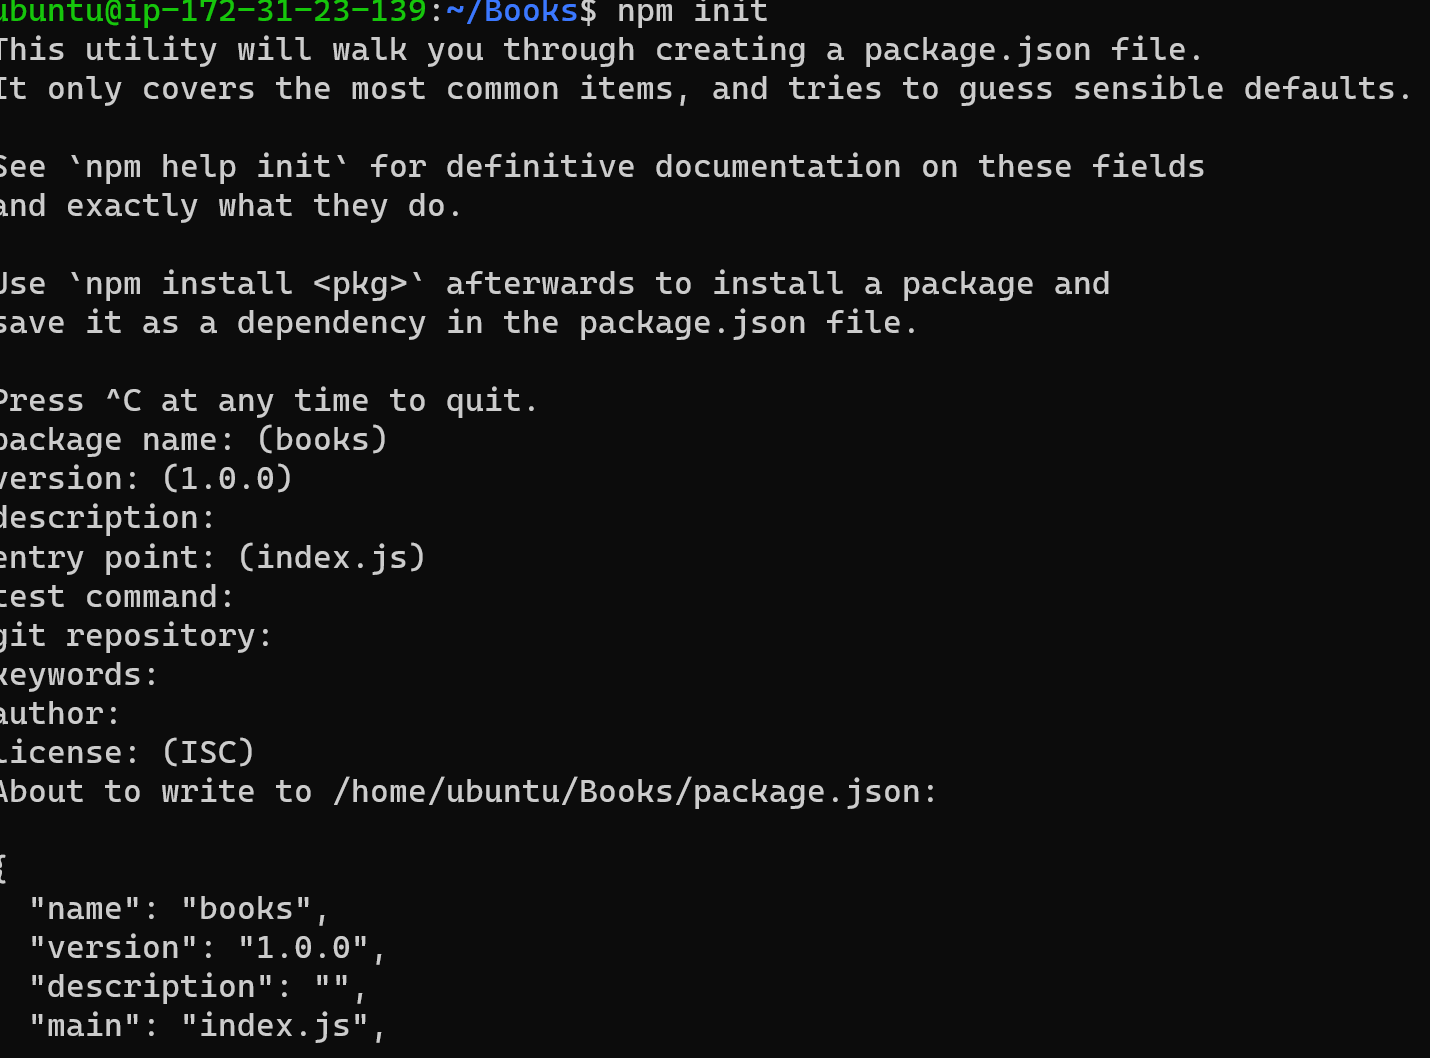 ubuntu@ip-172-31-23-139:~/Books$ npm init
This utility will walk you through creating a package.json file.
It only covers the most common items, and tries to guess sensible defaults.
See `npm help init` for definitive documentation on these fields
and exactly what they do.
Use `npm install <pkg>` afterwards to install a package and
save it as a dependency in the package.json file.
Press ^C at any time to quit.
package name: (books)
version: (1.0.0)
description:
entry point: (index.js)
test command:
git repository:
keywords:
author:
license: (ISC)
About to write to /home/ubuntu/Books/package.json:
{
"name": "books",
"version": "1.0.0",
"description": "",
"main": "index.js",